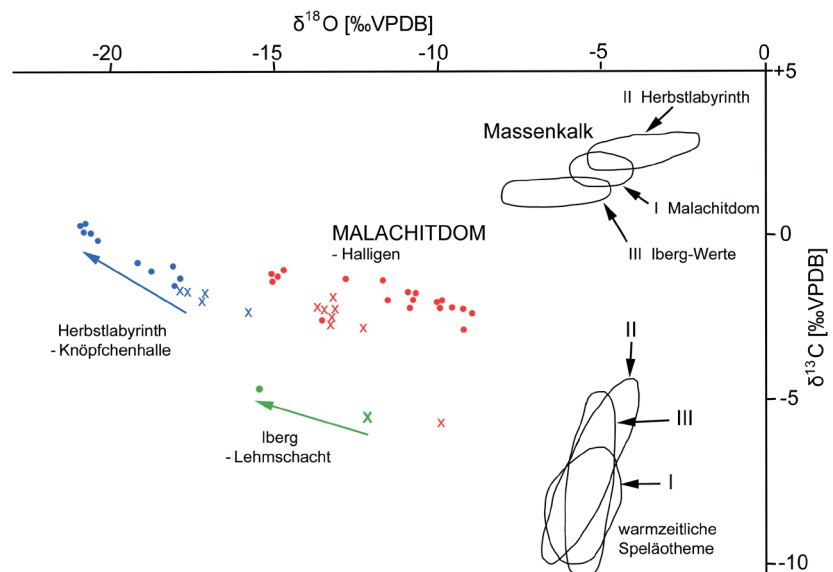 δ18O [‰VPDB]
-20 -15 -10 -5 0
+5
II Herbstlabyrinth
Massenkalk
I Malachitdom
III Iberg-Werte
0
MALACHITDOM
- Halligen
Herbstlabyrinth
- Knöpfchenhalle
δ13C [‰VPDB]
II
-5
III
Iberg
- Lehmschacht
I
warmzeitliche
Speläotheme
-10